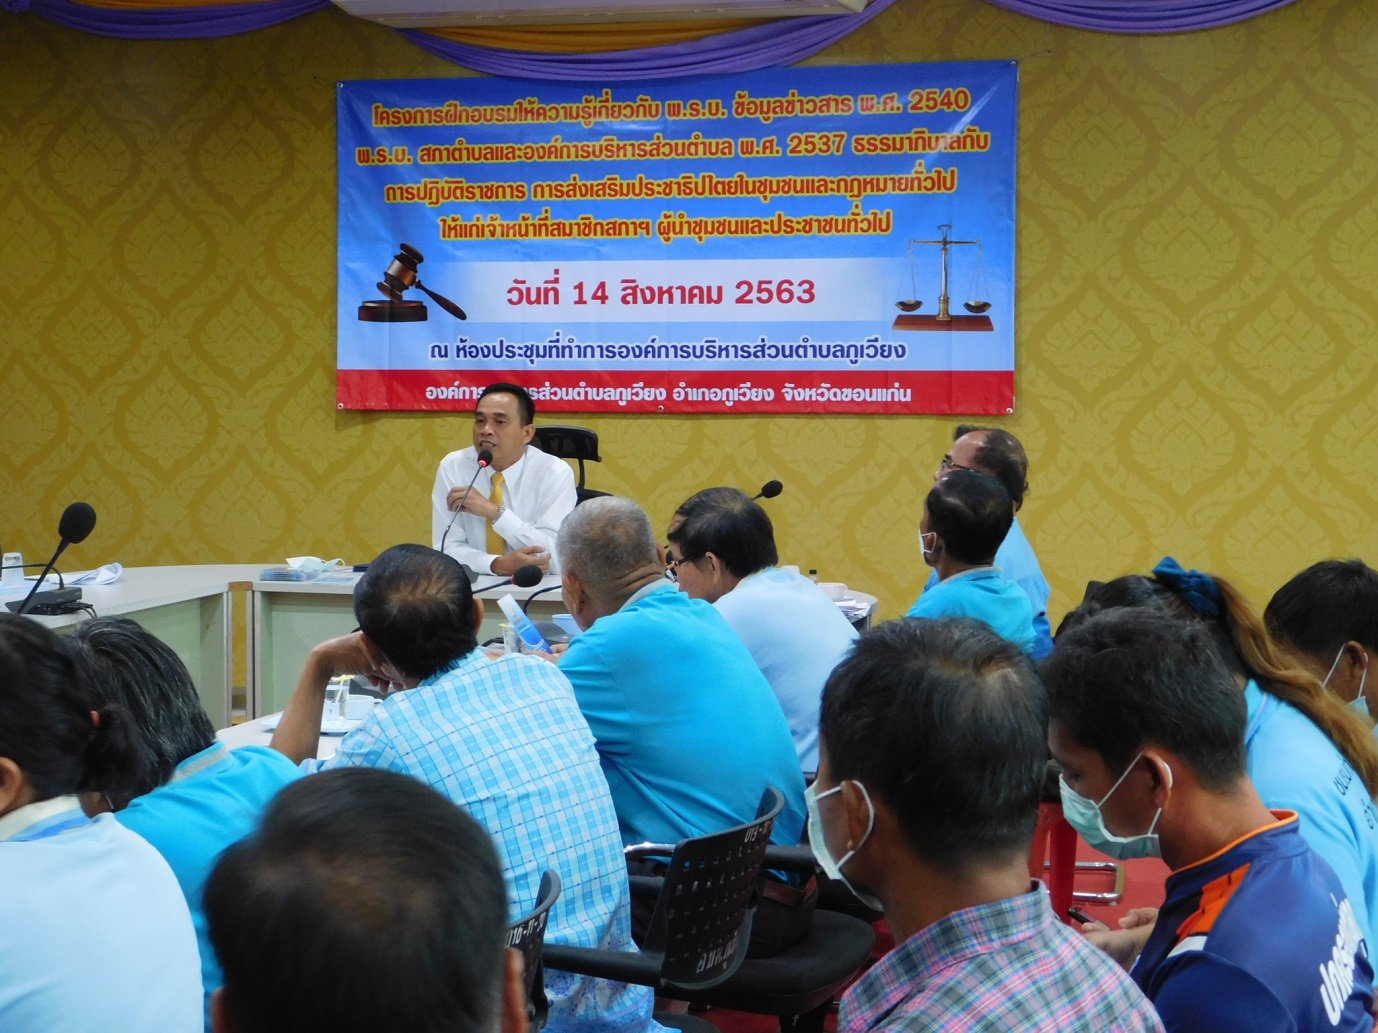 โครงการฝึกอบรมให้ความรู้เกี่ยวกับ พ.ร.บ. ข้อมูลข่าวสาร พ.ศ. 2540
พ.ร.บ. สภาตำบลและองค์การบริหารส่วนตำบล พ.ศ. 2537 ธรรมาภิบาลกับ
การปฏิบัติราชการ การส่งเสริมประชาธิปไตยในชุมชนและกฎหมายทั่วไป
ให้แก่เจ้าหน้าที่สมาชิกสภาฯ ผู้นำชุมชนและประชาชนทั่วไป
วันที่ 14 สิงหาคม 2563
ณ ห้องประชุมที่ทำการองค์การบริหารส่วนตำบลภูเวียง
ส่วนตำบลภูเวียง อำเภอภูเวียง จังหวัดขอนแก่น